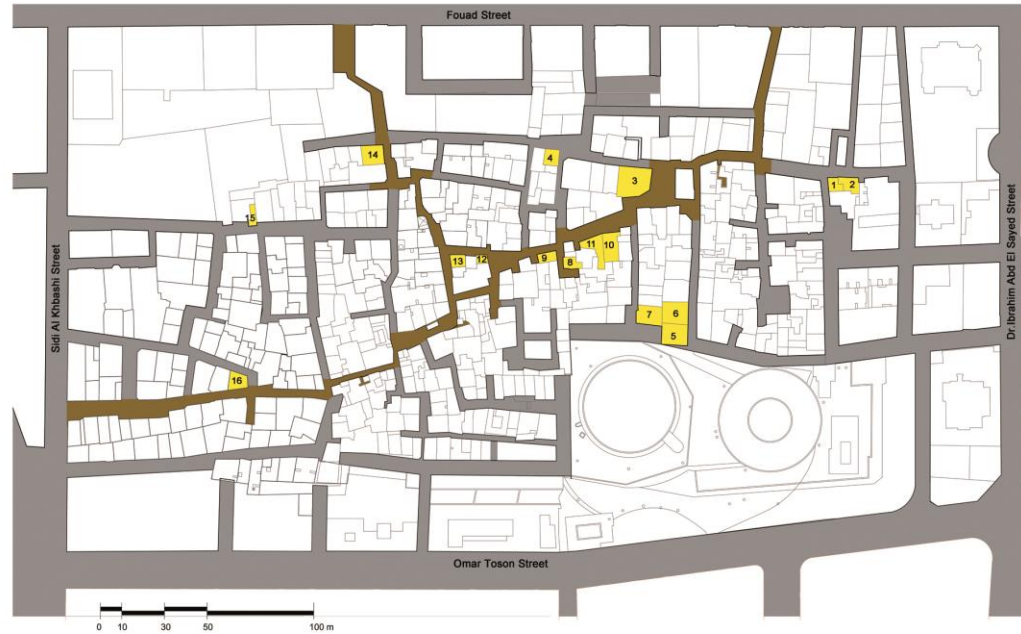 Fouad Street
14
4
3
1 2
15
11 10
13 12 9 8
7 6
5
16
Sidi Al Khbashi Street
Dr.Ibrahim Abd El Sayed Street
Omar Toson Street
0 10 30 50 100 m